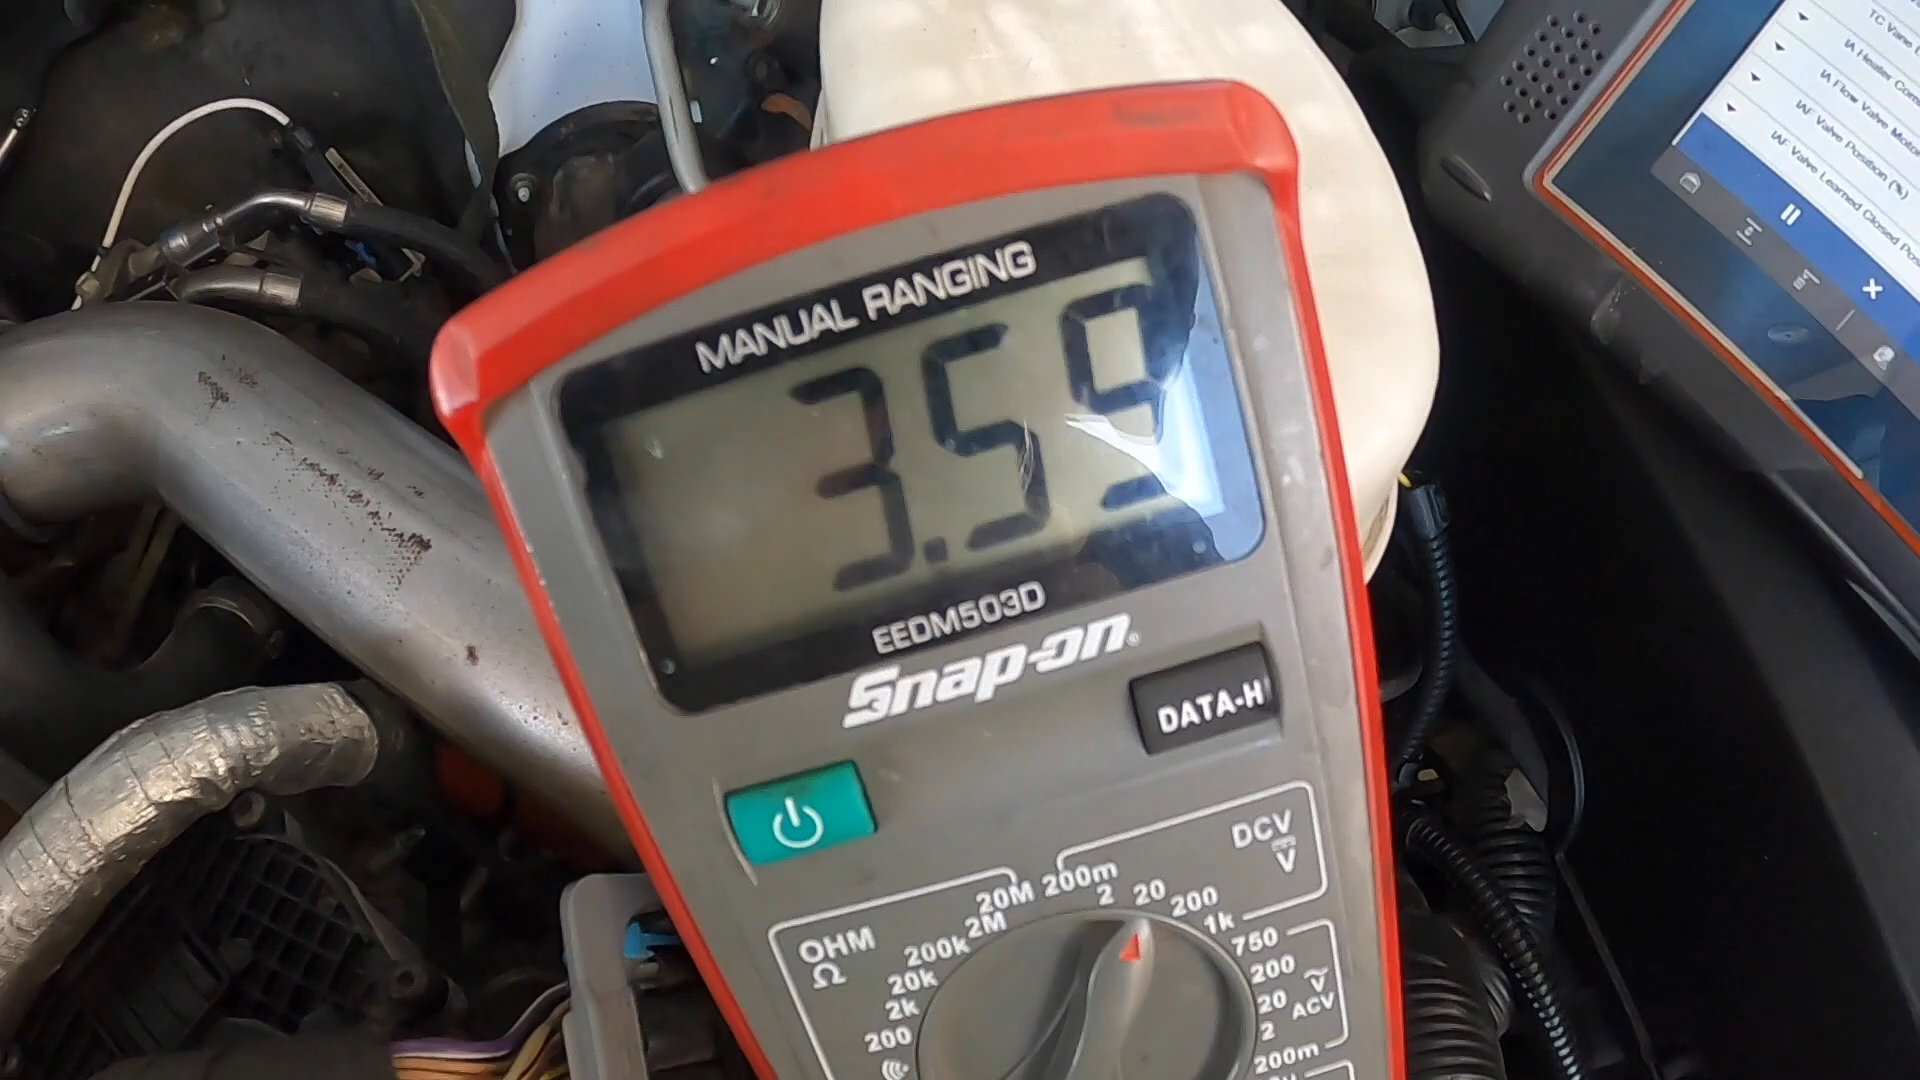 MANUAL RANGING
3.59
EEDM503D
Snap-on®
DATA-H
DCV
V
OHM
Ω
20M
2M
200k
20k
2k
200
200m
2
20
200
1k
750
200
20
2
200m
V
ACV
TC Vane
IA Heater Com
IA Flow Valve Motor
IAF Valve Position (%)
IAF Valve Learned Closed Pos